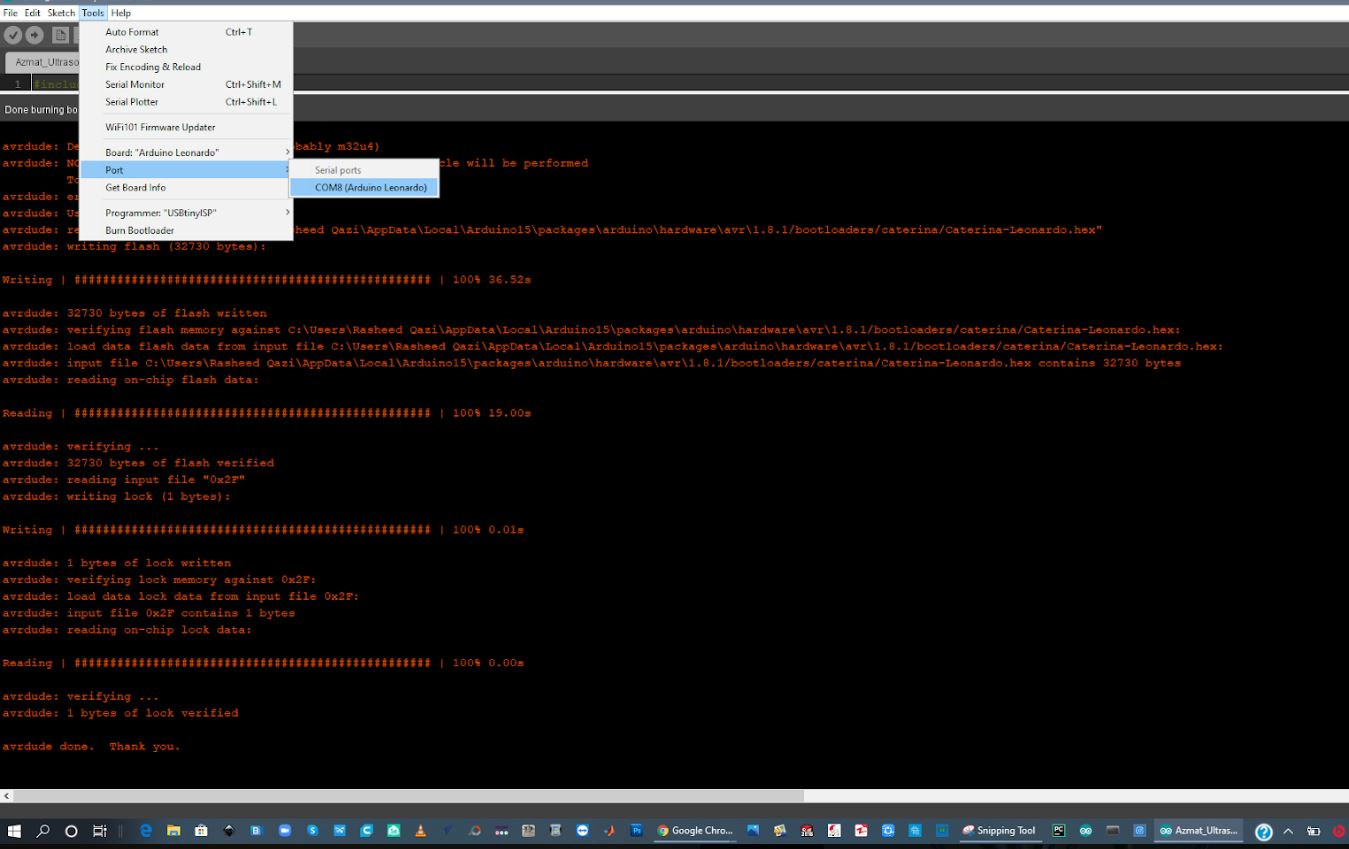 File Edit Sketch Tools Help
Auto Format Ctrl+T
Archive Sketch
Azmat_Ultraso
Fix Encoding & Reload
1 #inclu
Serial Monitor Ctrl+Shift+M
Serial Plotter Ctrl+Shift+L
Done burning bo
WiFi101 Firmware Updater
Board: "Arduino Leonardo"
Port
Serial ports
COM8 (Arduino Leonardo)
Get Board Info
Programmer: "USBtinyISP"
Burn Bootloader
avrdude: De obably m32u4)
avrdude: NO cle will be performed
To
avrdude: er
avrdude: Us
avrdude: re heed Qazi\AppData\Local\Arduino15\packages\arduino\hardware\avr\1.8.1/bootloaders/caterina/Caterina-Leonardo.hex"
avrdude: writing flash (32730 bytes):
Writing | ################################################## | 100% 36.52s
avrdude: 32730 bytes of flash written
avrdude: verifying flash memory against C:\Users\Rasheed Qazi\AppData\Local\Arduino15\packages\arduino\hardware\avr\1.8.1/bootloaders/caterina/Caterina-Leonardo.hex:
avrdude: load data flash data from input file C:\Users\Rasheed Qazi\AppData\Local\Arduino15\packages\arduino\hardware\avr\1.8.1/bootloaders/caterina/Caterina-Leonardo.hex:
avrdude: input file C:\Users\Rasheed Qazi\AppData\Local\Arduino15\packages\arduino\hardware\avr\1.8.1/bootloaders/caterina/Caterina-Leonardo.hex contains 32730 bytes
avrdude: reading on-chip flash data:
Reading | ################################################## | 100% 19.00s
avrdude: verifying ...
avrdude: 32730 bytes of flash verified
avrdude: reading input file "0x2F"
avrdude: writing lock (1 bytes):
Writing | ################################################## | 100% 0.01s
avrdude: 1 bytes of lock written
avrdude: verifying lock memory against 0x2F:
avrdude: load data lock data from input file 0x2F:
avrdude: input file 0x2F contains 1 bytes
avrdude: reading on-chip lock data:
Reading | ################################################## | 100% 0.00s
avrdude: verifying ...
avrdude: 1 bytes of lock verified
avrdude done.  Thank you.
Google Chro... Snipping Tool Azmat_Ultras...